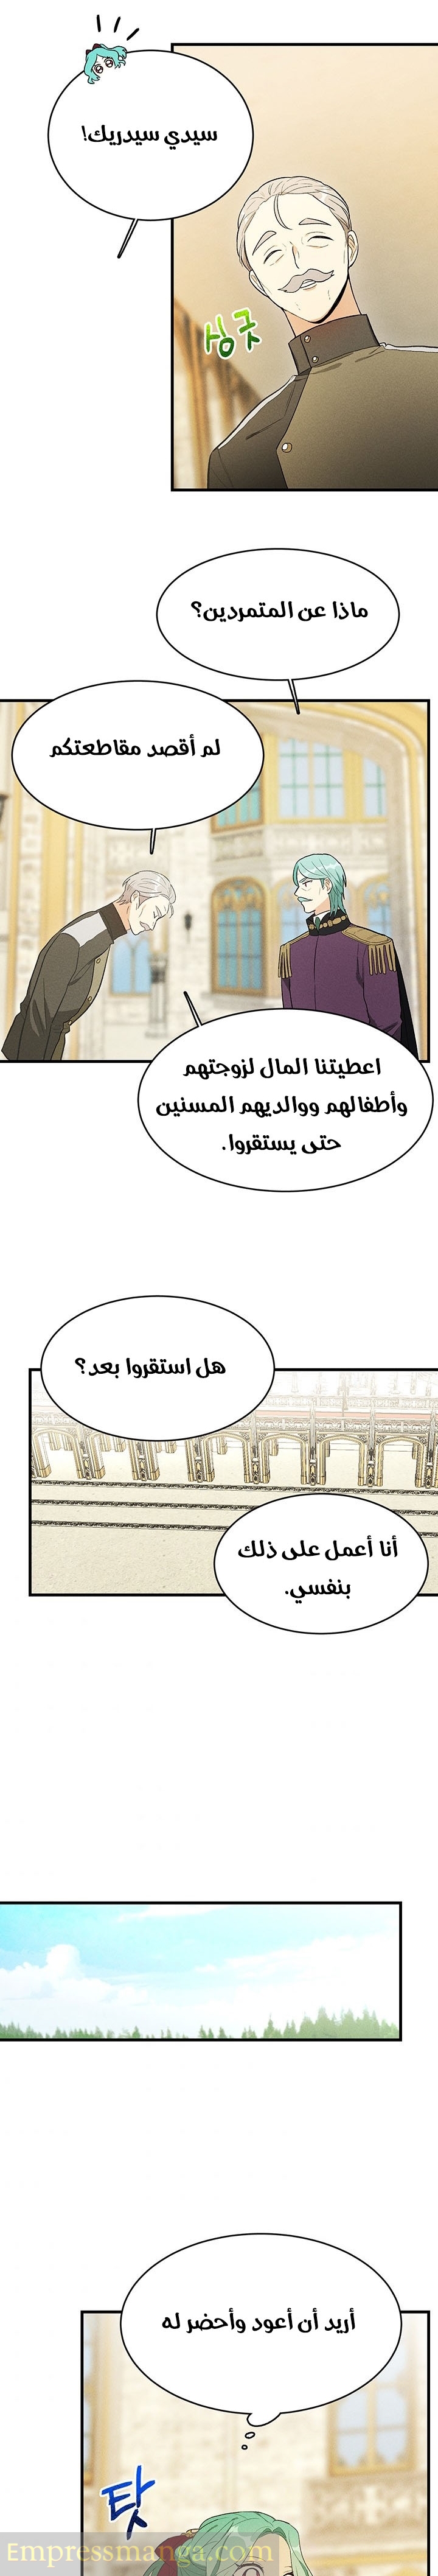 سيدي سيدريك!
싱긋
ماذا عن المتمردين؟
لم أقصد مقاطعتكم
اعطيتنا المال لزوجتهم
وأطفالهم ووالديهم المسنين
حتى يستقروا.
هل استقروا بعد؟
أنا أعمل على ذلك
بنفسي.
أريد أن أعود وأحضر له
탓
Empressmanga.com